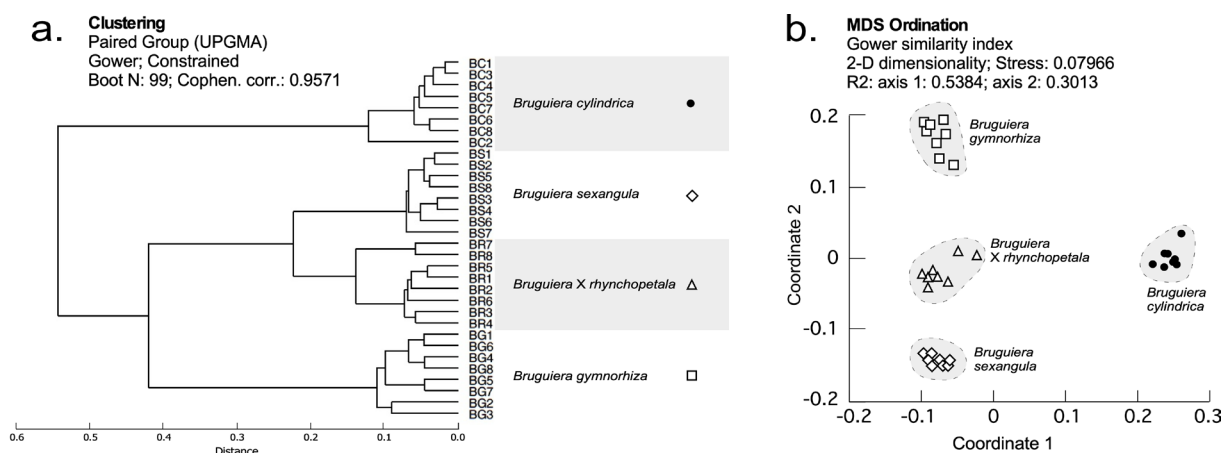 a.
Clustering
Paired Group (UPGMA)
Gower; Constrained
Boot N: 99; Cophen. corr.: 0.9571
BC1
BC3
BC4
BC5
BC7
BC6
BC8
BC2
BS1
BS2
BS5
BS8
BS3
BS4
BS6
BS7
BR7
BR8
BR5
BR1
BR2
BR6
BR3
BR4
BG1
BG6
BG4
BG8
BG5
BG7
BG2
BG3
Bruguiera cylindrica
Bruguiera sexangula
Bruguiera X rhynchopetala
Bruguiera gymnorhiza
0.6 0.5 0.4 0.3 0.2 0.1 0.0
Distance
b.
MDS Ordination
Gower similarity index
2-D dimensionality; Stress: 0.07966
R2: axis 1: 0.5384; axis 2: 0.3013
0.2
0.1
0
-0.1
-0.2
Coordinate 2
Bruguiera
gymnorhiza
Bruguiera
X rhynchopetala
Bruguiera
cylindrica
Bruguiera
sexangula
-0.2 -0.1 0 0.1 0.2 0.3
Coordinate 1